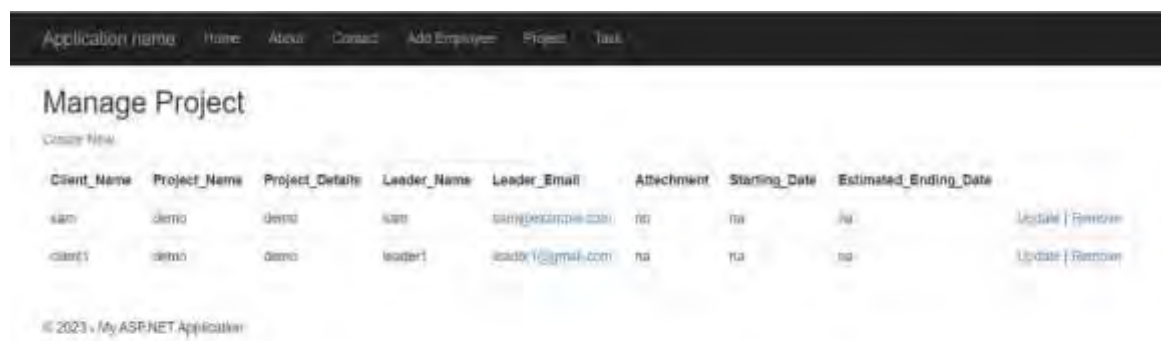 Application name Home About Contact Add Employee Project Task
Manage Project
Create New
Client_Name Project_Name Project_Details Leader_Name Leader_Email Attechment Starting_Date Estimated_Ending_Date
sam demo demo sam sam@example.com no na na Update | Remove
client1 demo demo leader1 leader1@gmail.com na na na Update | Remove
© 2023 - My ASP.NET Application